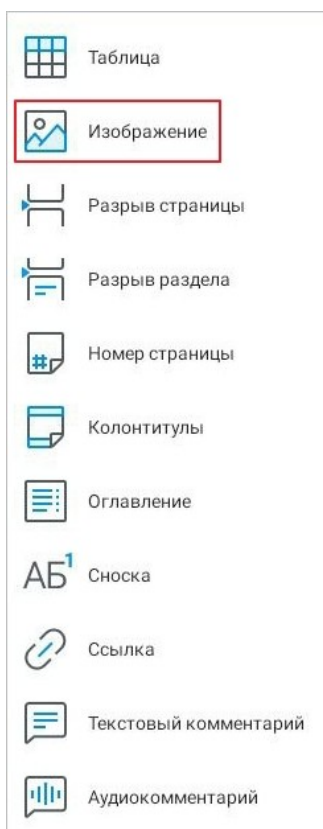 Таблица
Изображение
Разрыв страницы
Разрыв раздела
# Номер страницы
Колонтитулы
Оглавление
АБ¹ Сноска
Ссылка
Текстовый комментарий
Аудиокомментарий